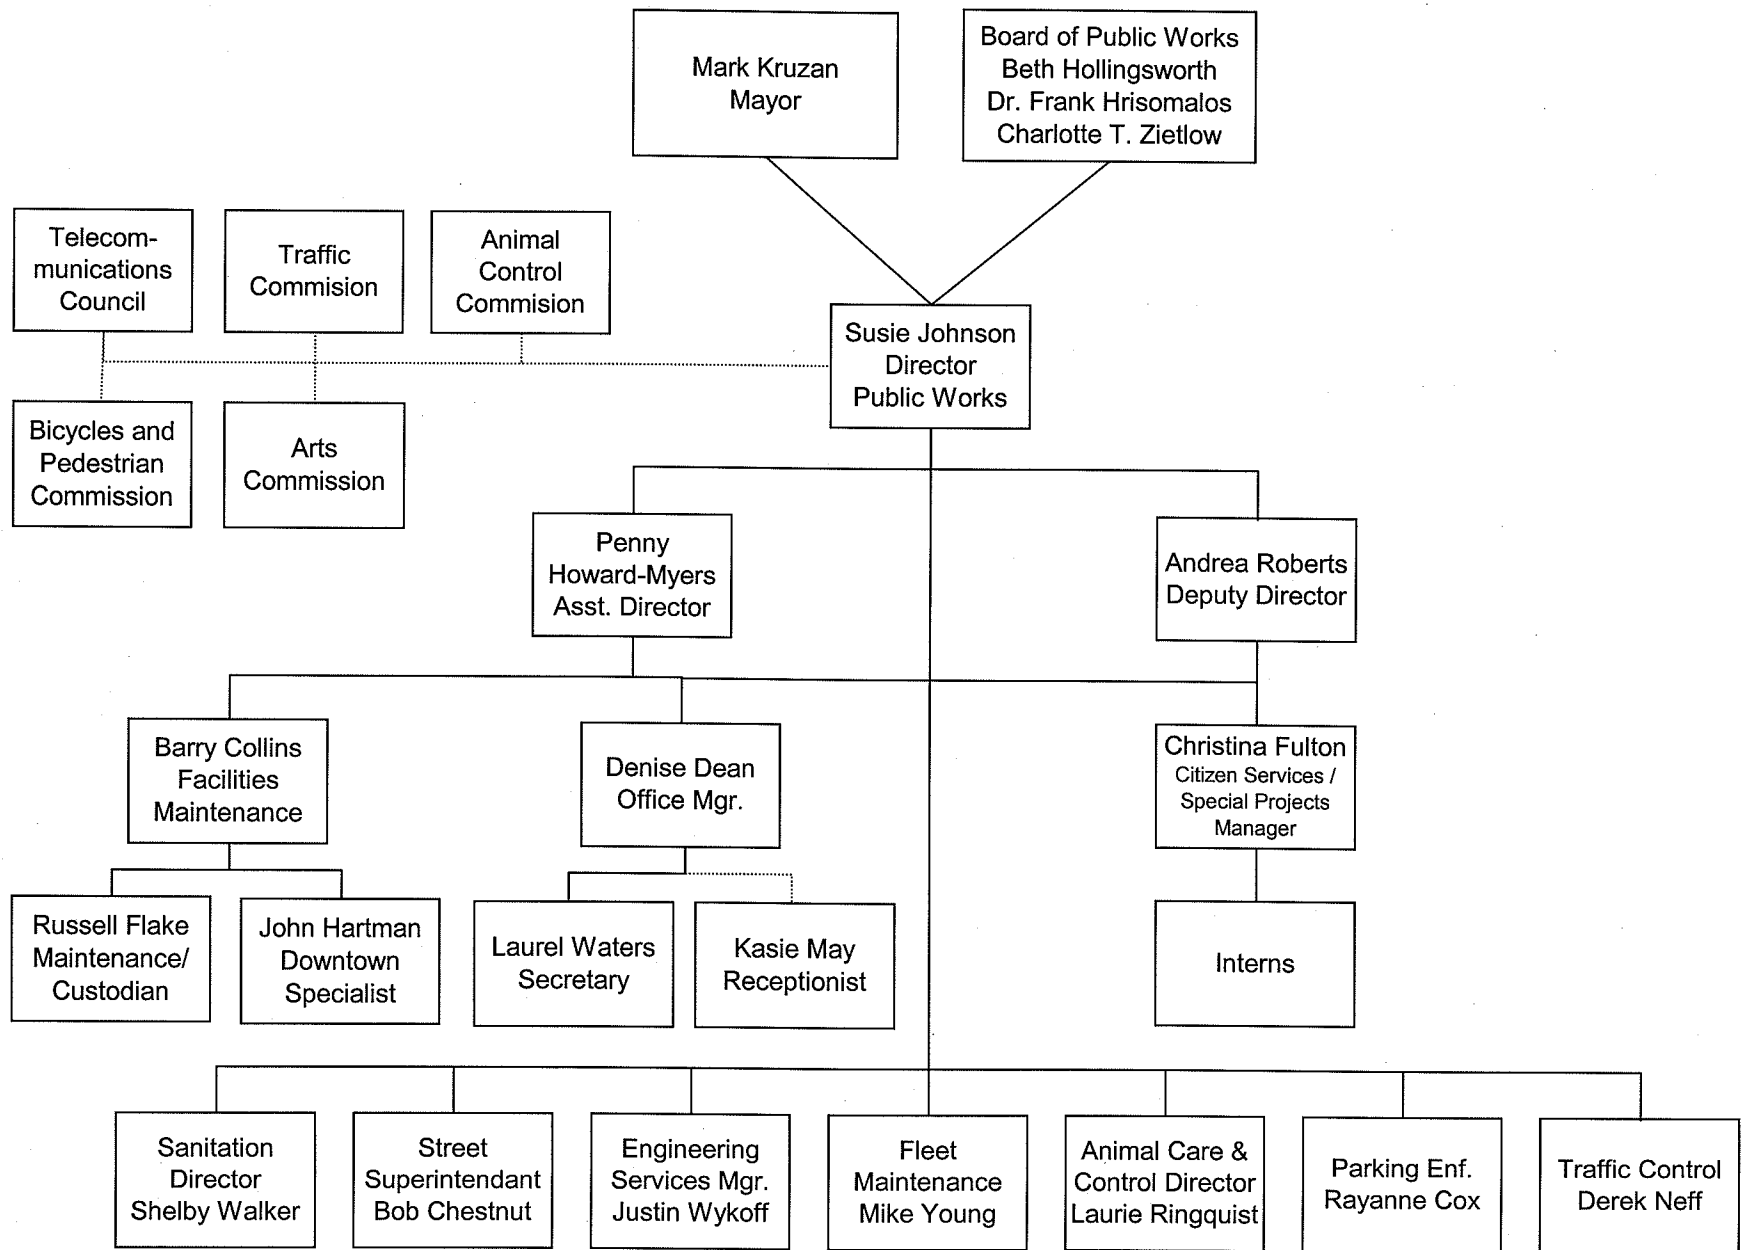 Mark Kruzan
Mayor
Board of Public Works
Beth Hollingsworth
Dr. Frank Hrisomalos
Charlotte T. Zietlow
Telecom-
munications
Council
Traffic
Commision
Animal
Control
Commision
Susie Johnson
Director
Public Works
Bicycles and
Pedestrian
Commission
Arts
Commission
Penny
Howard-Myers
Asst. Director
Andrea Roberts
Deputy Director
Barry Collins
Facilities
Maintenance
Denise Dean
Office Mgr.
Christina Fulton
Citizen Services /
Special Projects
Manager
Russell Flake
Maintenance/
Custodian
John Hartman
Downtown
Specialist
Laurel Waters
Secretary
Kasie May
Receptionist
Interns
Sanitation
Director
Shelby Walker
Street
Superintendant
Bob Chestnut
Engineering
Services Mgr.
Justin Wykoff
Fleet
Maintenance
Mike Young
Animal Care &
Control Director
Laurie Ringquist
Parking Enf.
Rayanne Cox
Traffic Control
Derek Neff